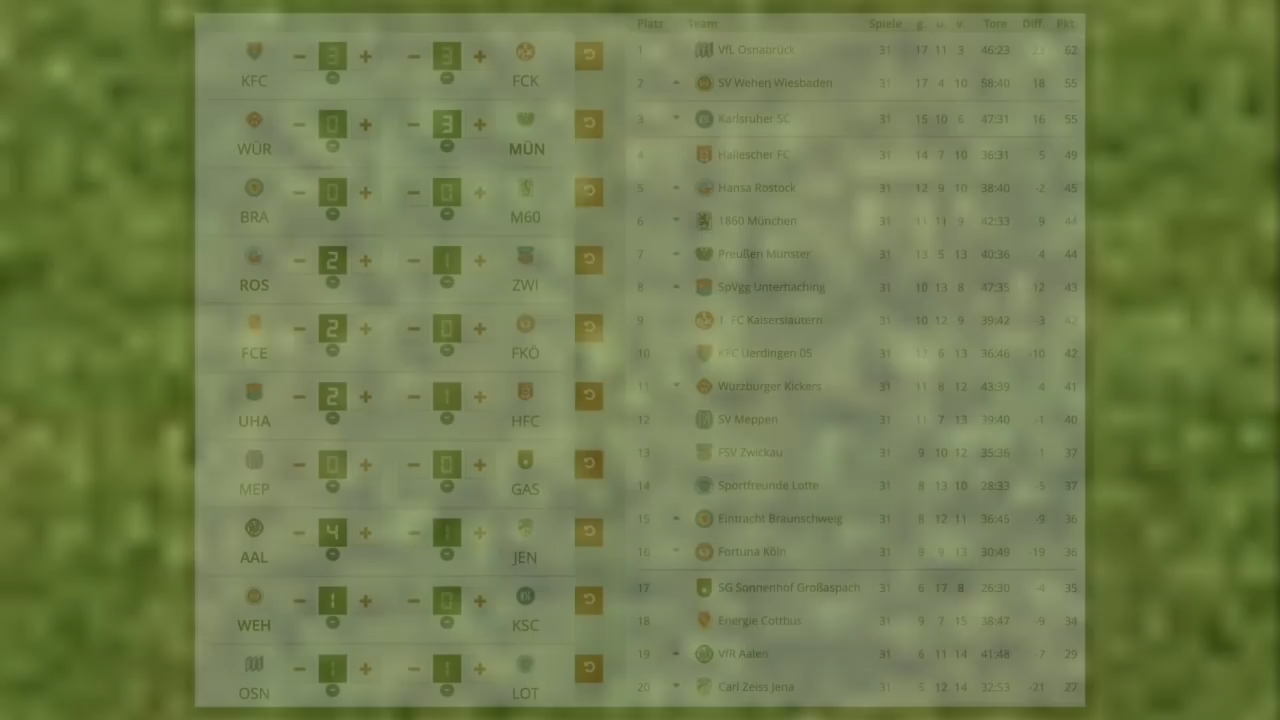 3 3
KFC FCK
0 3
WÜR MÜN
0 0
BRA M60
2 1
ROS ZWI
2 0
FCE FKÖ
2 1
UHA HFC
0 0
MEP GAS
4 1
AAL JEN
1 0
WEH KSC
1 1
OSN LOT
Platz Team Spiele g. u. v. Tore Diff. Pkt.
1 VfL Osnabrück 31 17 11 3 46:23 23 62
2 SV Wehen Wiesbaden 31 17 4 10 58:40 18 55
3 Karlsruher SC 31 15 10 6 47:31 16 55
4 Hallescher FC 31 14 7 10 36:31 5 49
5 Hansa Rostock 31 12 9 10 38:40 -2 45
6 1860 München 31 11 11 9 42:33 9 44
7 Preußen Münster 31 13 5 13 40:36 4 44
8 SpVgg Unterhaching 31 10 13 8 47:35 12 43
9 1. FC Kaiserslautern 31 10 12 9 39:42 -3 42
10 KFC Uerdingen 05 31 12 6 13 36:46 -10 42
11 Würzburger Kickers 31 11 8 12 43:39 4 41
12 SV Meppen 31 11 7 13 39:40 -1 40
13 FSV Zwickau 31 9 10 12 35:36 -1 37
14 Sportfreunde Lotte 31 8 13 10 28:33 -5 37
15 Eintracht Braunschweig 31 8 12 11 36:45 -9 36
16 Fortuna Köln 31 9 9 13 30:49 -19 36
17 SG Sonnenhof Großaspach 31 6 17 8 26:30 -4 35
18 Energie Cottbus 31 9 7 15 38:47 -9 34
19 VfR Aalen 31 6 11 14 41:48 -7 29
20 Carl Zeiss Jena 31 5 12 14 32:53 -21 27